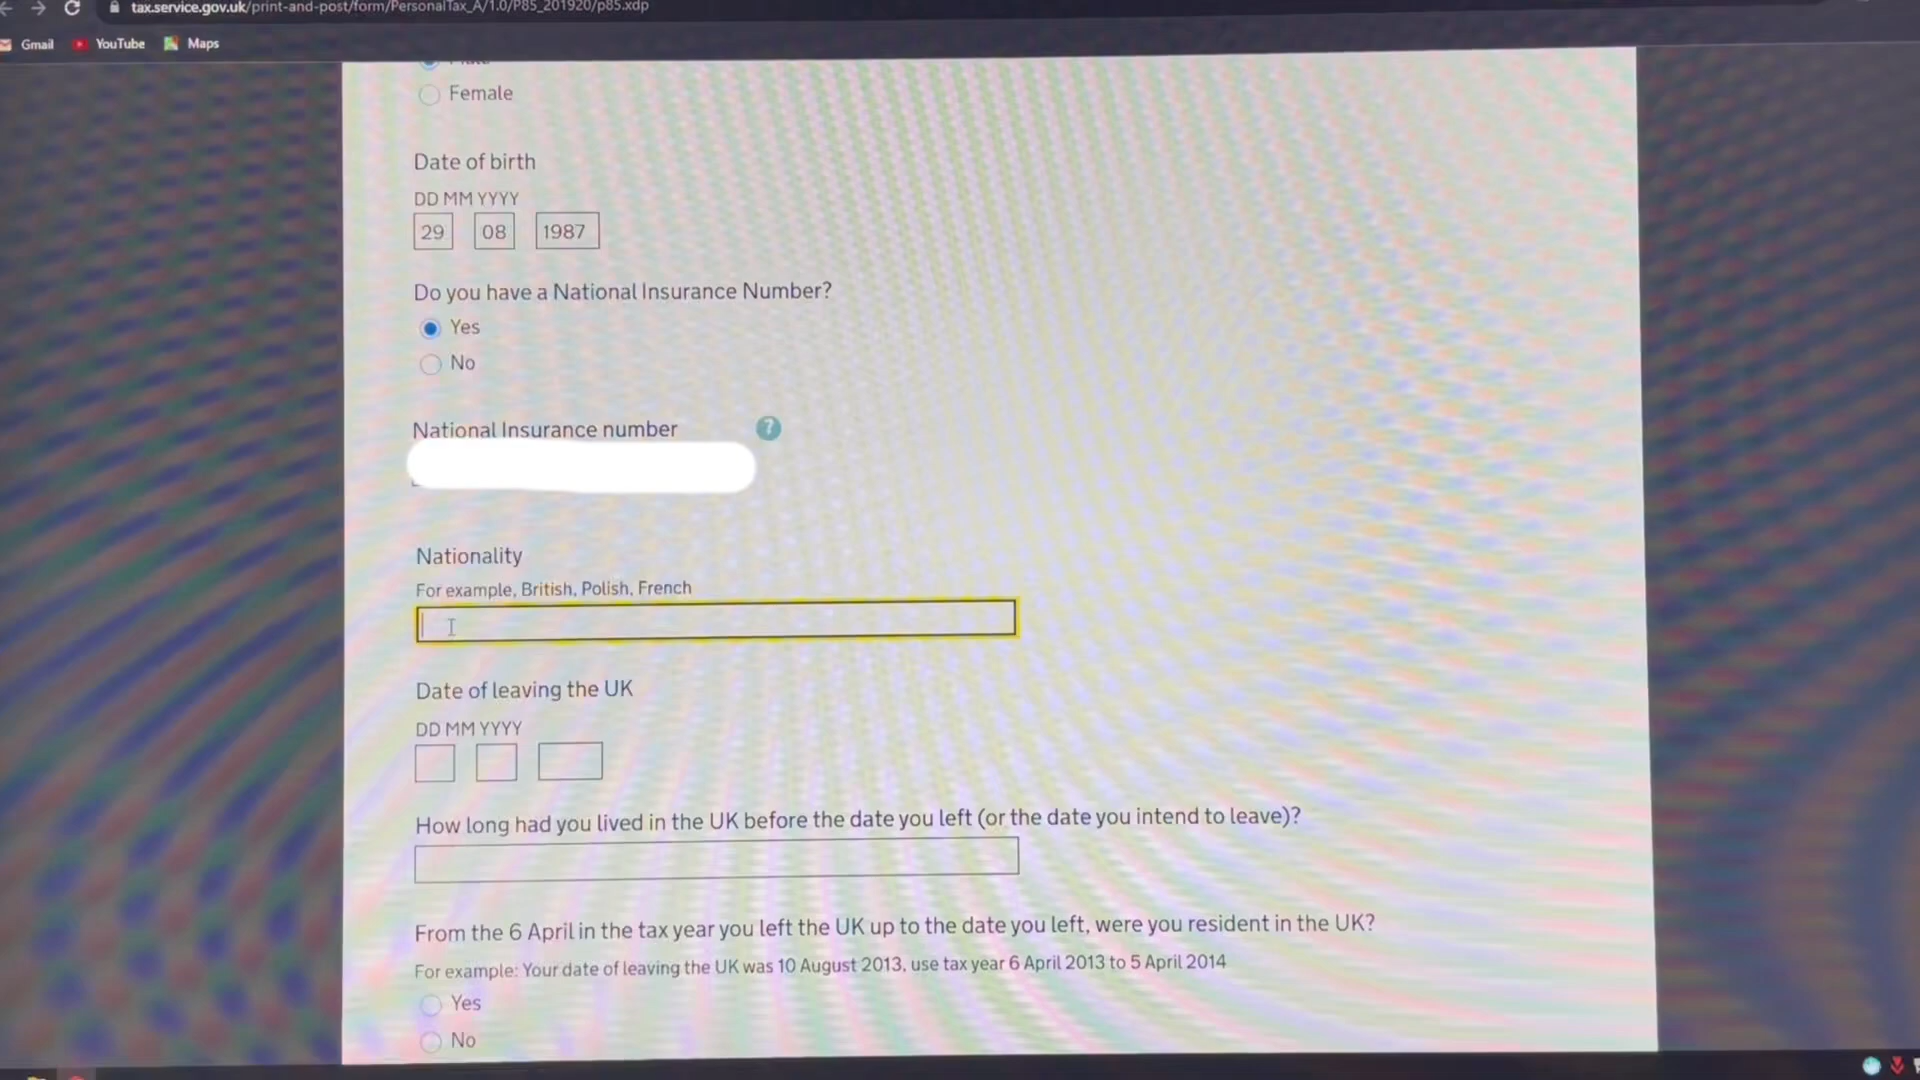 tax.service.gov.uk/print-and-post/form/PersonalTax_A/1.0/P85_201920/p85.xdp
Gmail YouTube Maps
Female
Date of birth
DD MM YYYY
29 08 1987
Do you have a National Insurance Number?
Yes
No
National Insurance number ?
Nationality
For example, British, Polish, French
Date of leaving the UK
DD MM YYYY
How long had you lived in the UK before the date you left (or the date you intend to leave)?
From the 6 April in the tax year you left the UK up to the date you left, were you resident in the UK?
For example: Your date of leaving the UK was 10 August 2013, use tax year 6 April 2013 to 5 April 2014
Yes
No